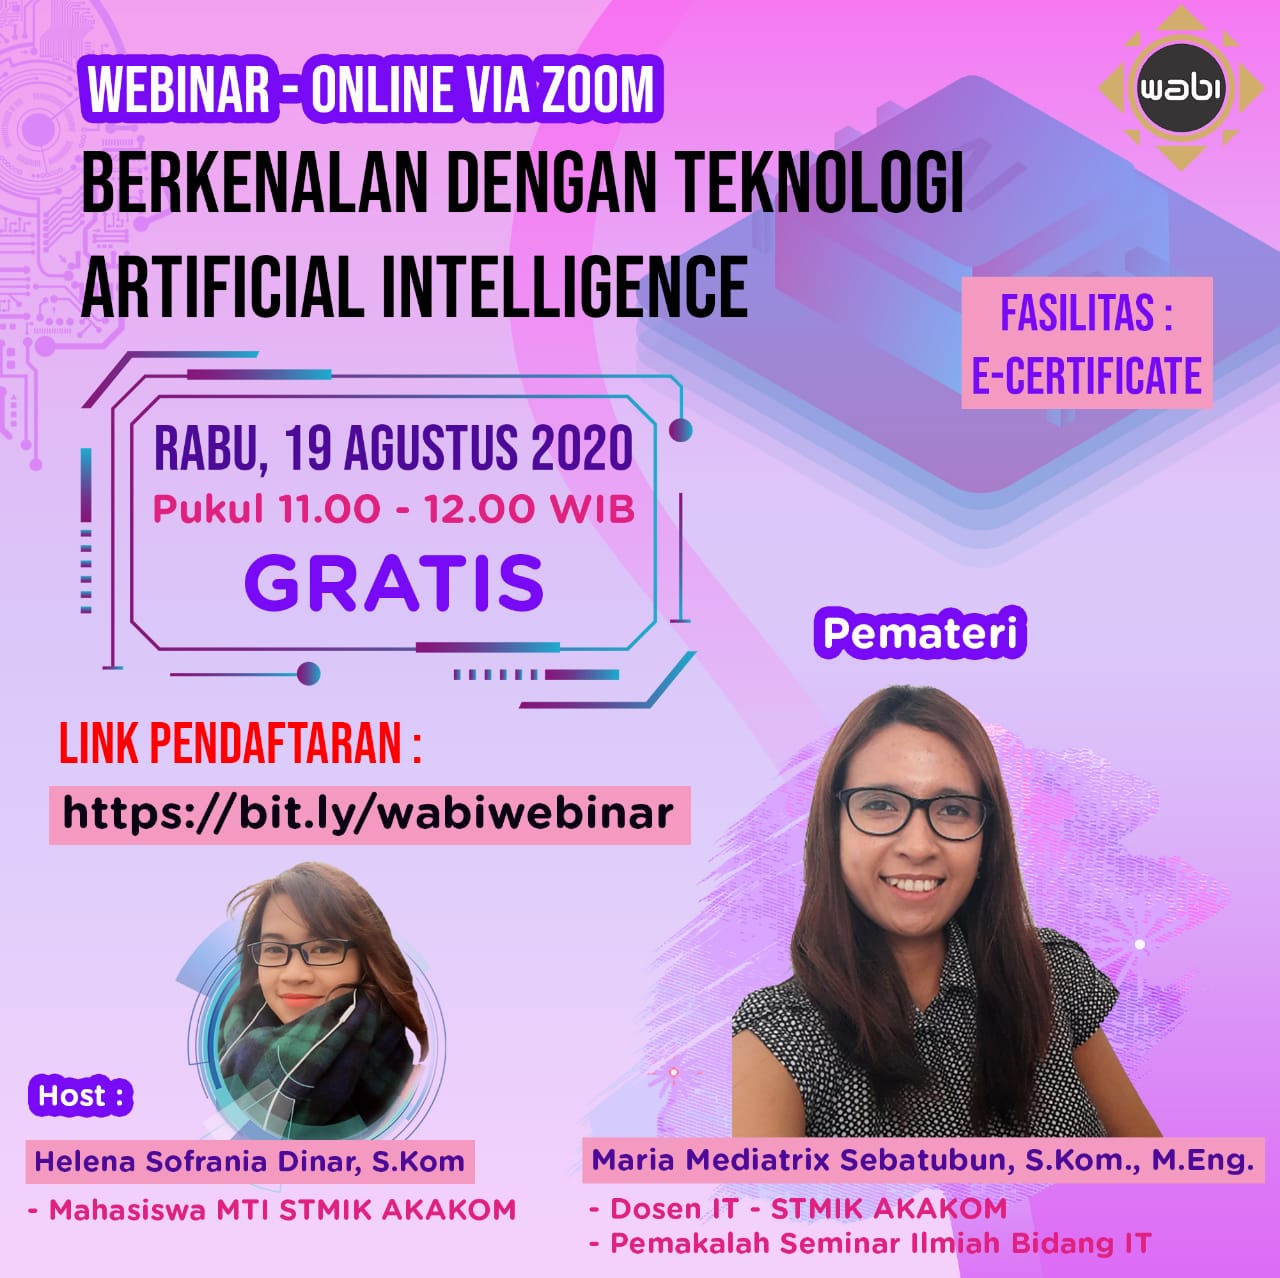 wabi
WEBINAR - ONLINE VIA ZOOM
BERKENALAN DENGAN TEKNOLOGI
ARTIFICIAL INTELLIGENCE
AI
FASILITAS :
E-CERTIFICATE
RABU, 19 AGUSTUS 2020
Pukul 11.00 - 12.00 WIB
GRATIS
LINK PENDAFTARAN :
https://bit.ly/wabiwebinar
Host :
Helena Sofrania Dinar, S.Kom
- Mahasiswa MTI STMIK AKAKOM
Pemateri
Maria Mediatrix Sebatubun, S.Kom., M.Eng.
- Dosen IT - STMIK AKAKOM
- Pemakalah Seminar Ilmiah Bidang IT